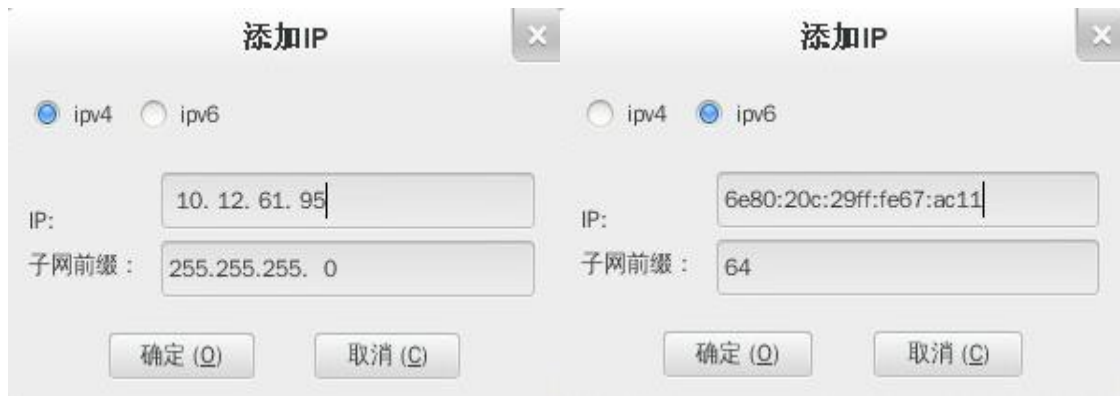 添加IP
ipv4 ipv6
IP: 10. 12. 61. 95
子网前缀： 255.255.255. 0
确定 (O) 取消 (C)
添加IP
ipv4 ipv6
IP: 6e80:20c:29ff:fe67:ac11
子网前缀： 64
确定 (O) 取消 (C)